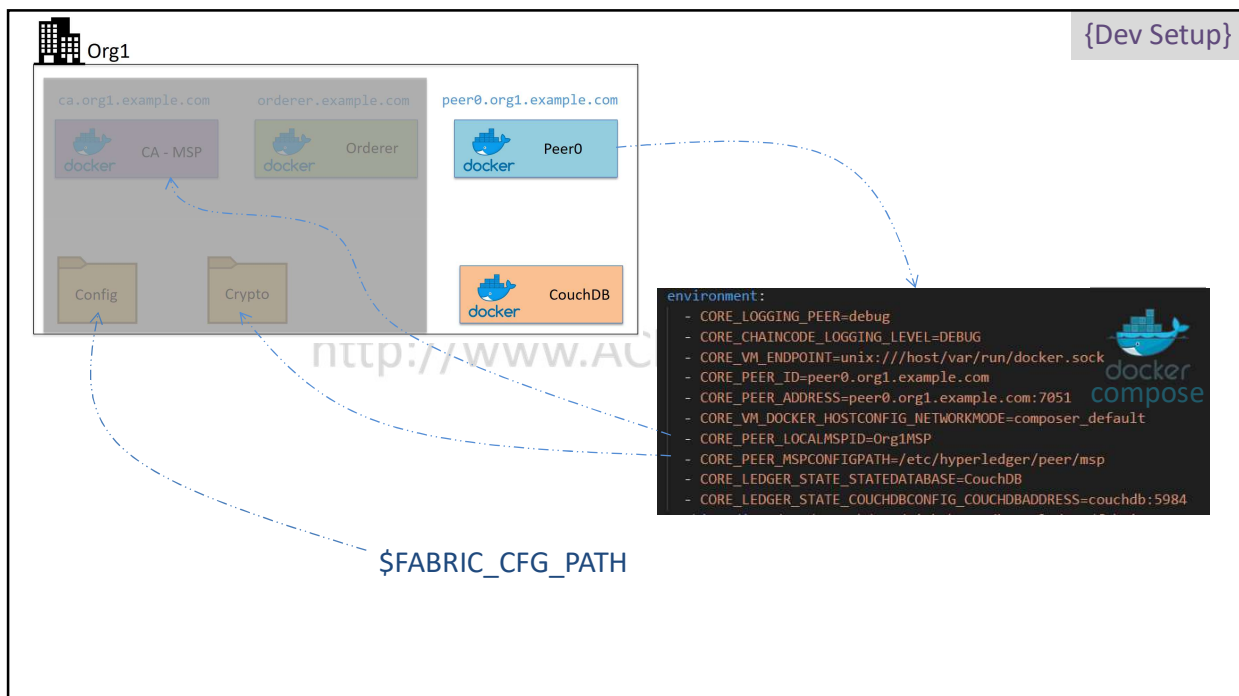 {Dev Setup}
Org1
ca.org1.example.com
orderer.example.com
peer0.org1.example.com
docker
CA - MSP
docker
Orderer
docker
Peer0
Config
Crypto
docker
CouchDB
http://www.AC
environment:
- CORE_LOGGING_PEER=debug
- CORE_CHAINCODE_LOGGING_LEVEL=DEBUG
- CORE_VM_ENDPOINT=unix:///host/var/run/docker.sock
- CORE_PEER_ID=peer0.org1.example.com
- CORE_PEER_ADDRESS=peer0.org1.example.com:7051
- CORE_VM_DOCKER_HOSTCONFIG_NETWORKMODE=composer_default
- CORE_PEER_LOCALMSPID=Org1MSP
- CORE_PEER_MSPCONFIGPATH=/etc/hyperledger/peer/msp
- CORE_LEDGER_STATE_STATEDATABASE=CouchDB
- CORE_LEDGER_STATE_COUCHDBCONFIG_COUCHDBADDRESS=couchdb:5984
docker
compose
$FABRIC_CFG_PATH